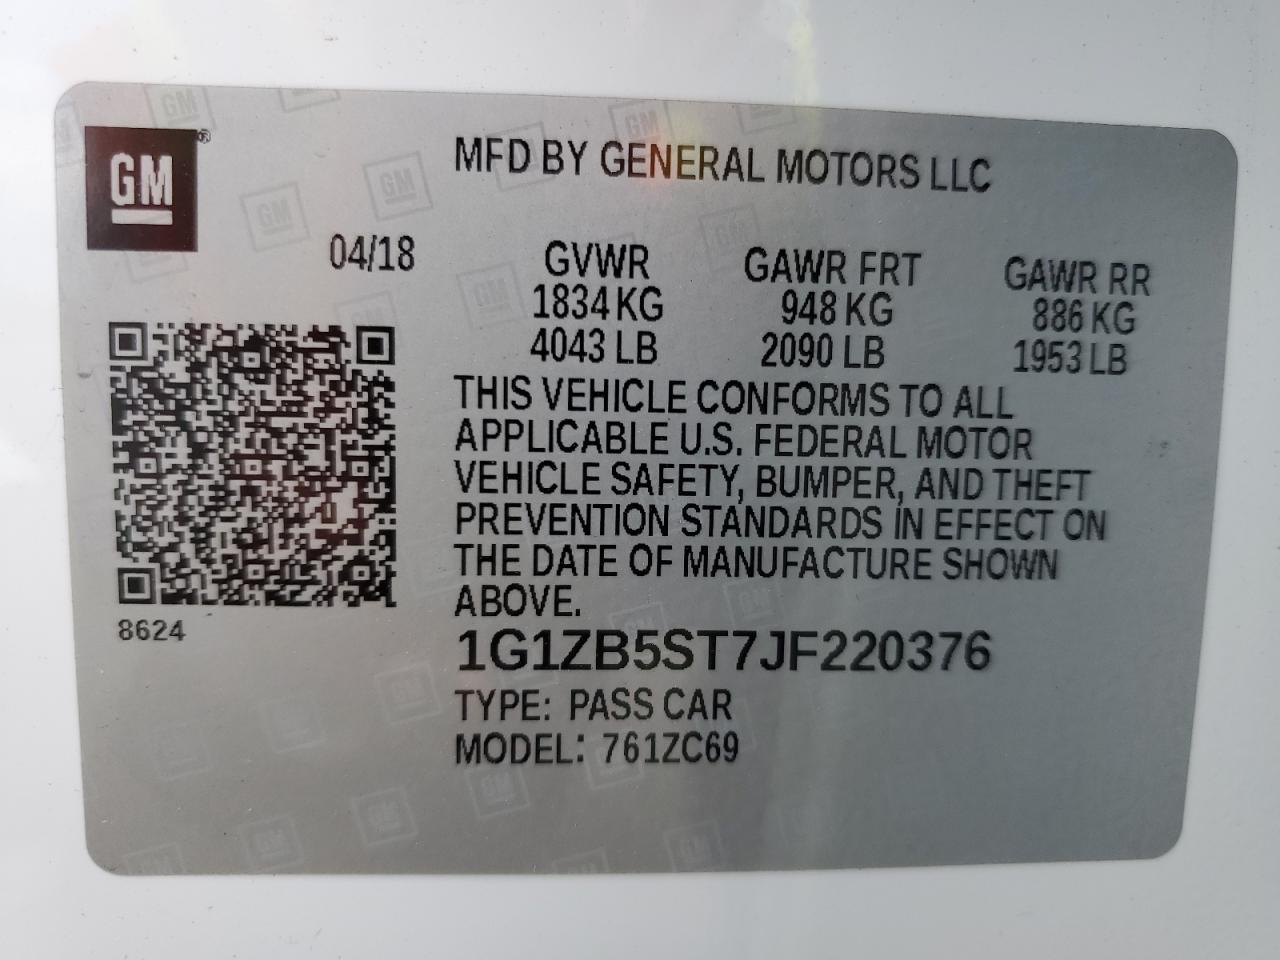 GM®
MFD BY GENERAL MOTORS LLC
04/18
GVWR GAWR FRT GAWR RR
1834 KG 948 KG 886 KG
4043 LB 2090 LB 1953 LB
THIS VEHICLE CONFORMS TO ALL
APPLICABLE U.S. FEDERAL MOTOR
VEHICLE SAFETY, BUMPER, AND THEFT
PREVENTION STANDARDS IN EFFECT ON
THE DATE OF MANUFACTURE SHOWN
ABOVE.
8624
1G1ZB5ST7JF220376
TYPE: PASS CAR
MODEL: 761ZC69